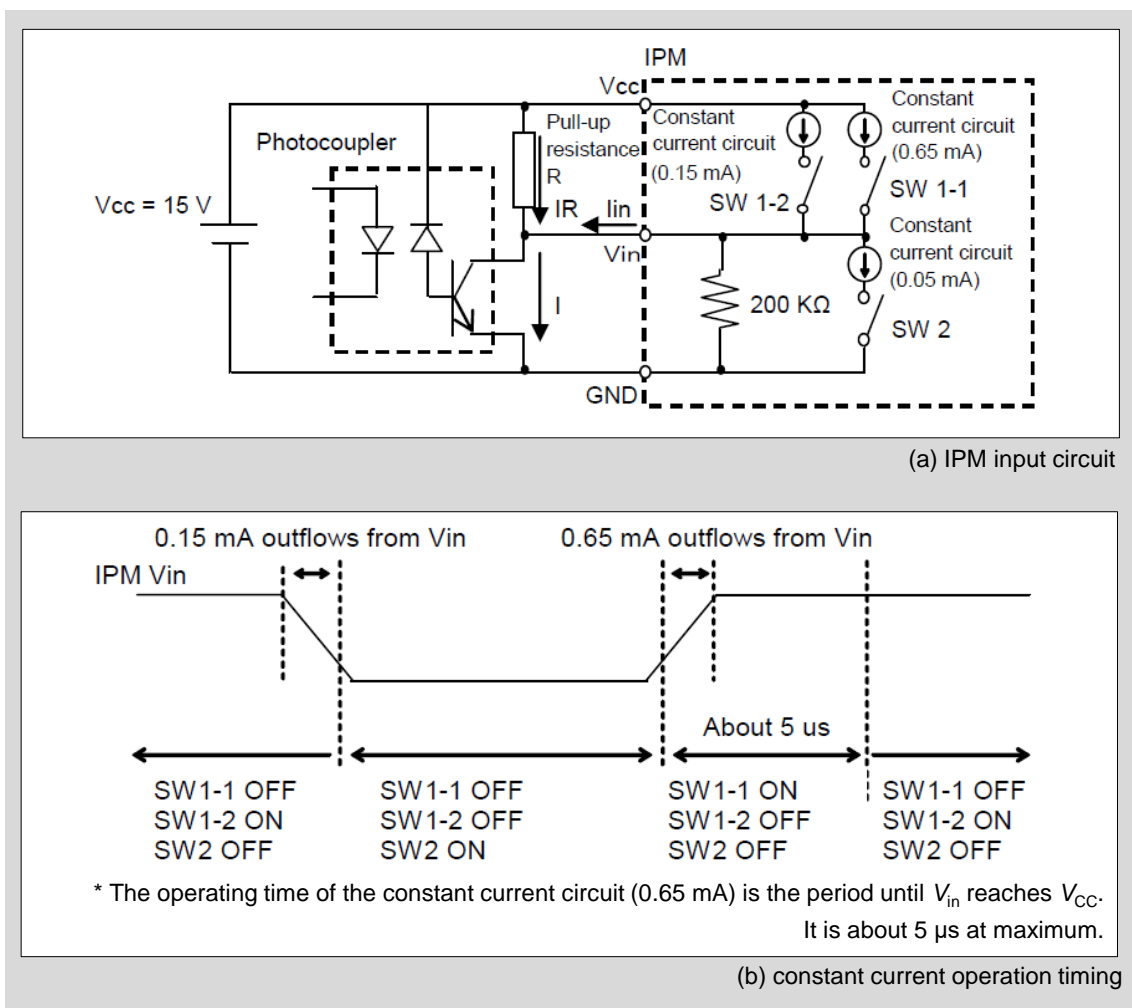 IPM
Vcc
Photocoupler
Pull-up
resistance
R
Constant
current circuit
(0.15 mA)
Constant
current circuit
(0.65 mA)
SW 1-2
SW 1-1
Vcc = 15 V
IR
Iin
Vin
Constant
current circuit
(0.05 mA)
I
200 KΩ
SW 2
GND
(a) IPM input circuit
0.15 mA outflows from Vin
0.65 mA outflows from Vin
IPM Vin
About 5 us
SW1-1 OFF
SW1-2 ON
SW2 OFF
SW1-1 OFF
SW1-2 OFF
SW2 ON
SW1-1 ON
SW1-2 OFF
SW2 OFF
SW1-1 OFF
SW1-2 ON
SW2 OFF
* The operating time of the constant current circuit (0.65 mA) is the period until Vin reaches VCC.
It is about 5 µs at maximum.
(b) constant current operation timing